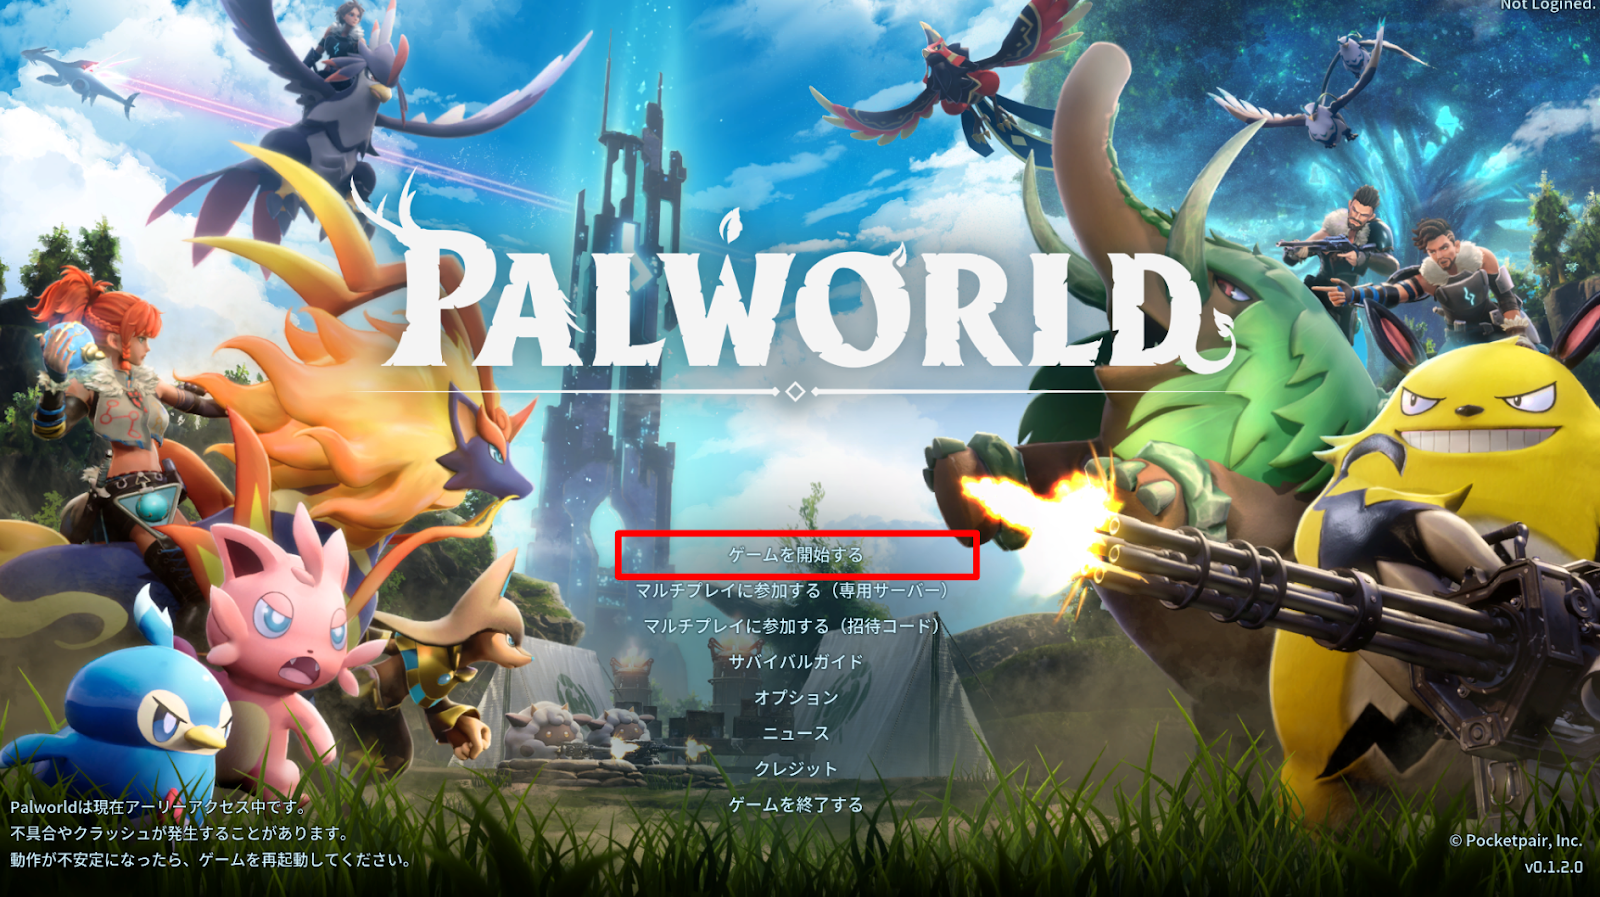 Not Logined.
PALWORLD
ゲームを開始する
マルチプレイに参加する（専用サーバー）
マルチプレイに参加する（招待コード）
サバイバルガイド
オプション
ニュース
クレジット
ゲームを終了する
Palworldは現在アーリーアクセス中です。
不具合やクラッシュが発生することがあります。
動作が不安定になったら、ゲームを再起動してください。
© Pocketpair, Inc.
v0.1.2.0